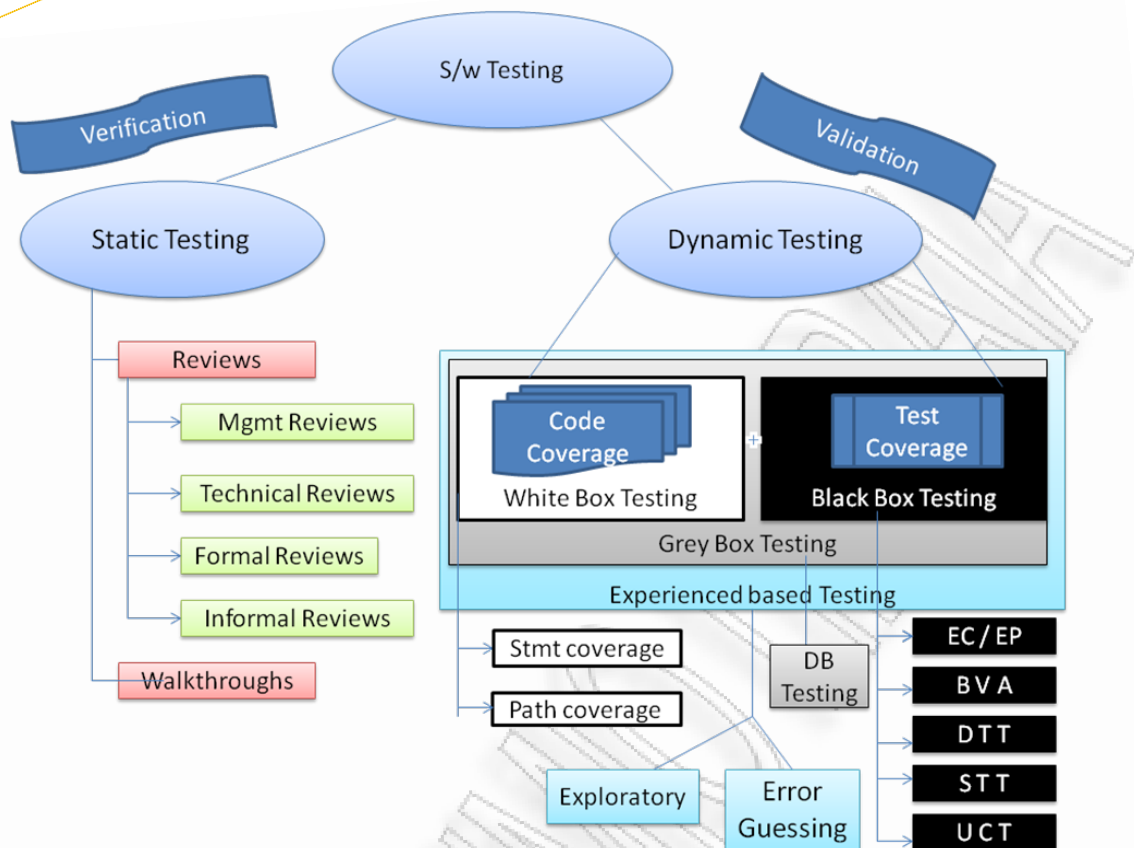 S/w Testing
Verification
Validation
Static Testing
Dynamic Testing
Reviews
Mgmt Reviews
Technical Reviews
Formal Reviews
Informal Reviews
Walkthroughs
Code
Coverage
White Box Testing
+
Test
Coverage
Black Box Testing
Grey Box Testing
Experienced based Testing
Stmt coverage
Path coverage
DB
Testing
EC / EP
B V A
D T T
S T T
U C T
Exploratory
Error
Guessing